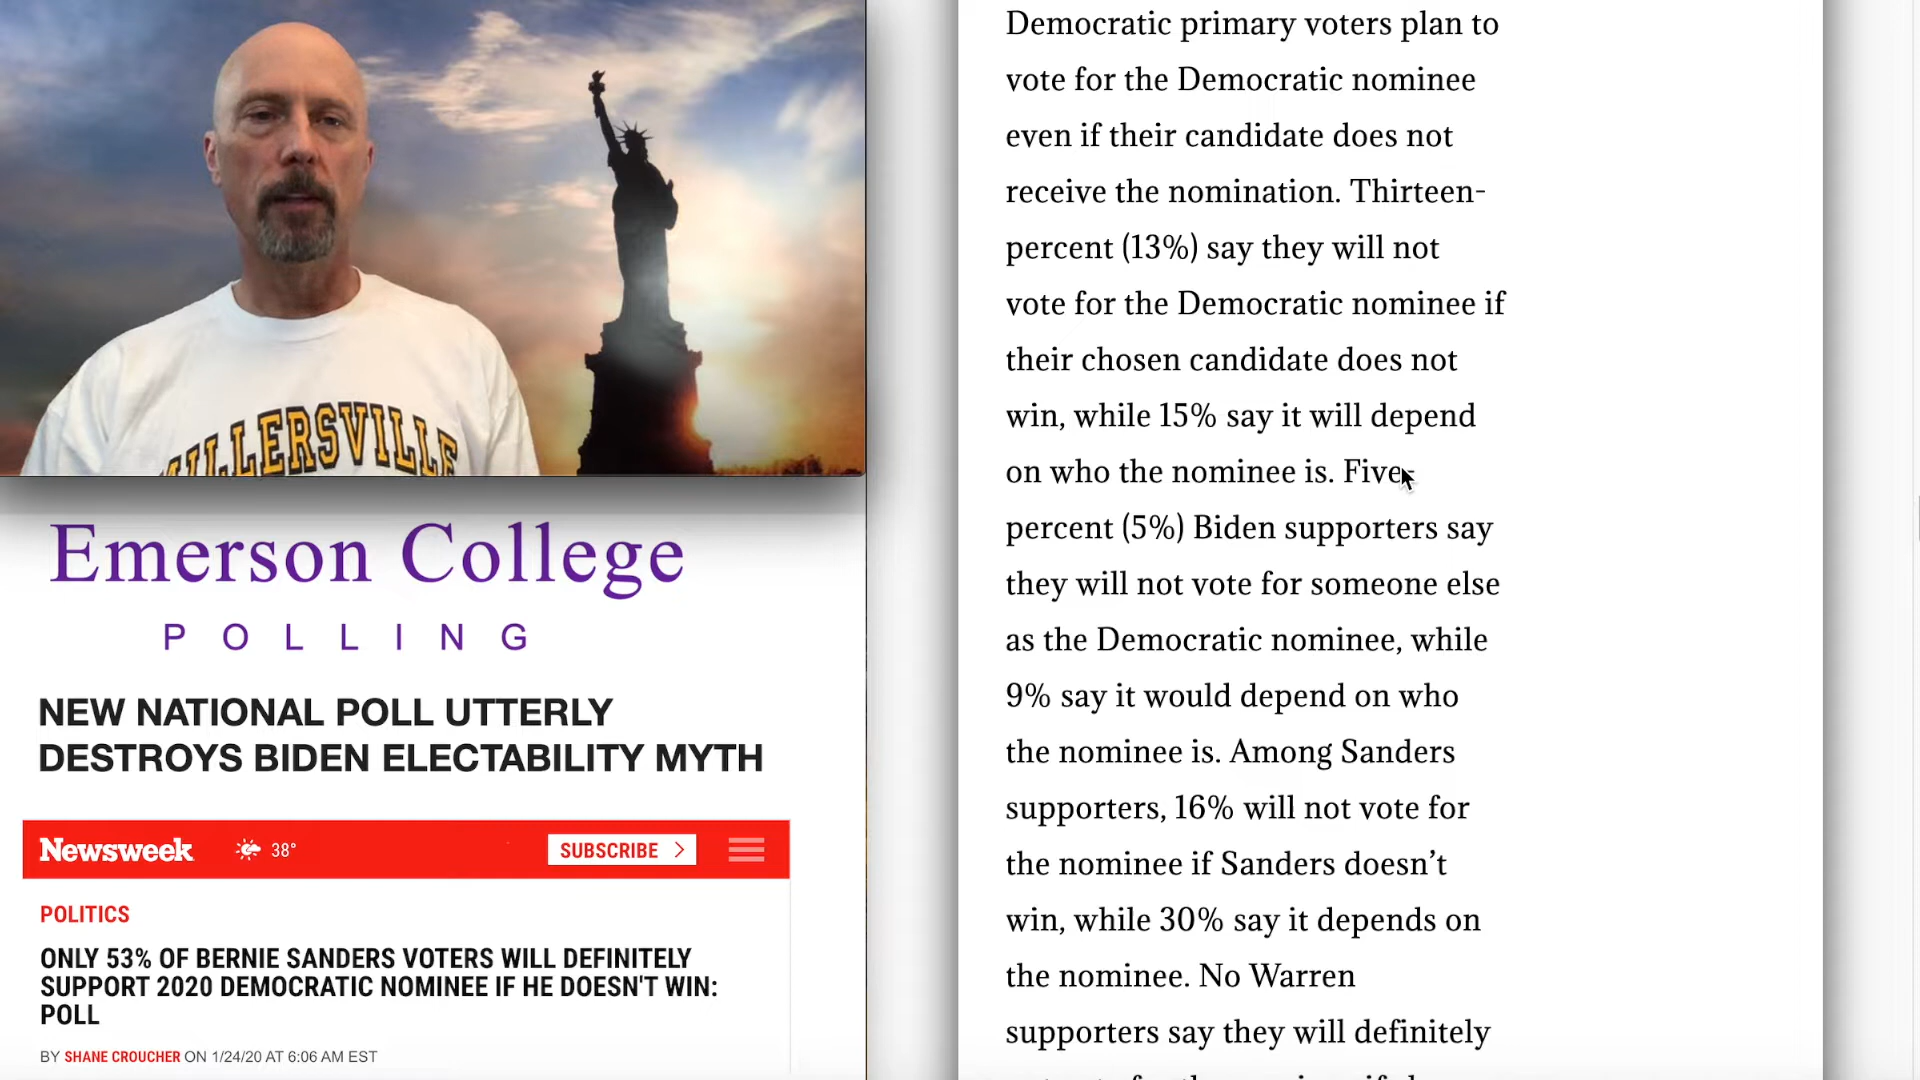 MILLERSVILLE
Emerson College
POLLING
NEW NATIONAL POLL UTTERLY
DESTROYS BIDEN ELECTABILITY MYTH
Newsweek 38° SUBSCRIBE
POLITICS
ONLY 53% OF BERNIE SANDERS VOTERS WILL DEFINITELY
SUPPORT 2020 DEMOCRATIC NOMINEE IF HE DOESN'T WIN:
POLL
BY SHANE CROUCHER ON 1/24/20 AT 6:06 AM EST
Democratic primary voters plan to
vote for the Democratic nominee
even if their candidate does not
receive the nomination. Thirteen-
percent (13%) say they will not
vote for the Democratic nominee if
their chosen candidate does not
win, while 15% say it will depend
on who the nominee is. Five-
percent (5%) Biden supporters say
they will not vote for someone else
as the Democratic nominee, while
9% say it would depend on who
the nominee is. Among Sanders
supporters, 16% will not vote for
the nominee if Sanders doesn’t
win, while 30% say it depends on
the nominee. No Warren
supporters say they will definitely